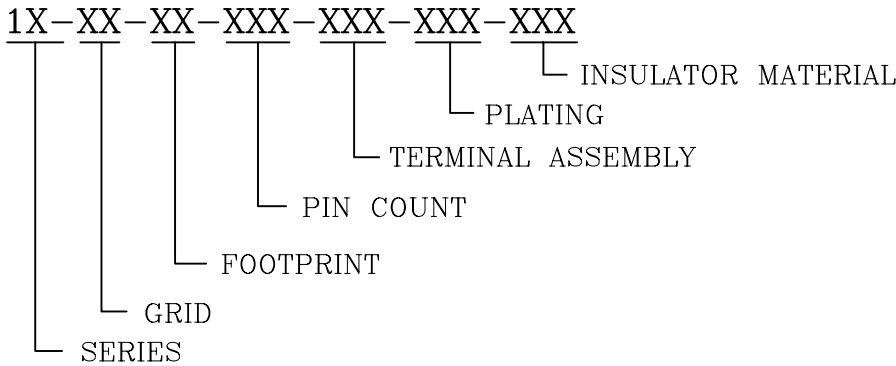 1X-XX-XX-XXX-XXX-XXX-XXX
INSULATOR MATERIAL
PLATING
TERMINAL ASSEMBLY
PIN COUNT
FOOTPRINT
GRID
SERIES